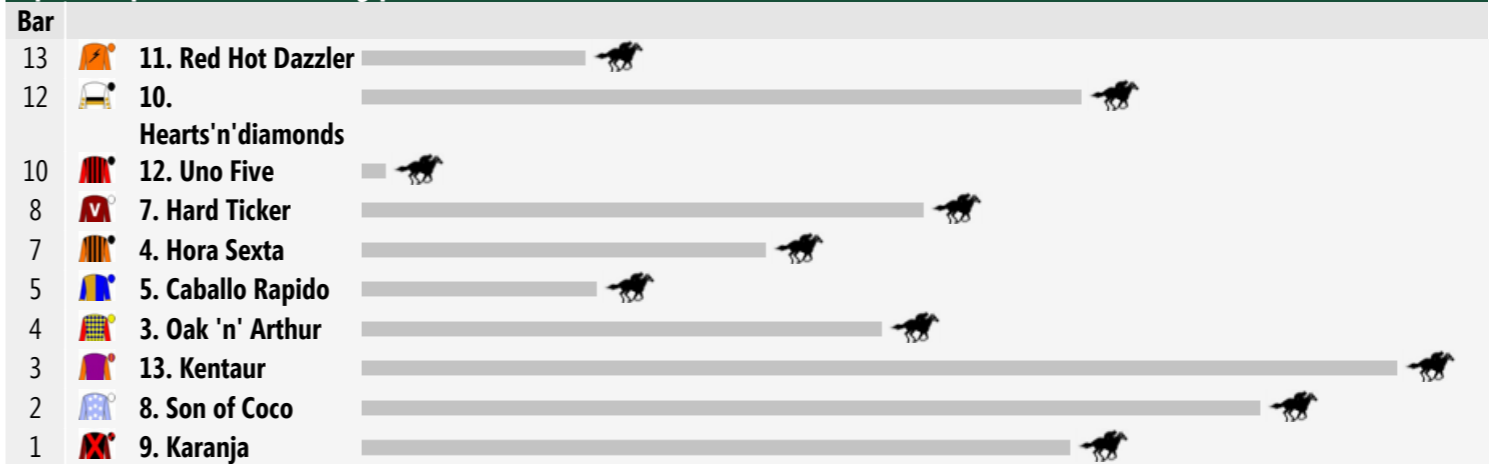 Bar
13 11. Red Hot Dazzler
12 10.
Hearts'n'diamonds
10 12. Uno Five
8 V 7. Hard Ticker
7 4. Hora Sexta
5 5. Caballo Rapido
4 3. Oak 'n' Arthur
3 13. Kentaur
2 8. Son of Coco
1 9. Karanja